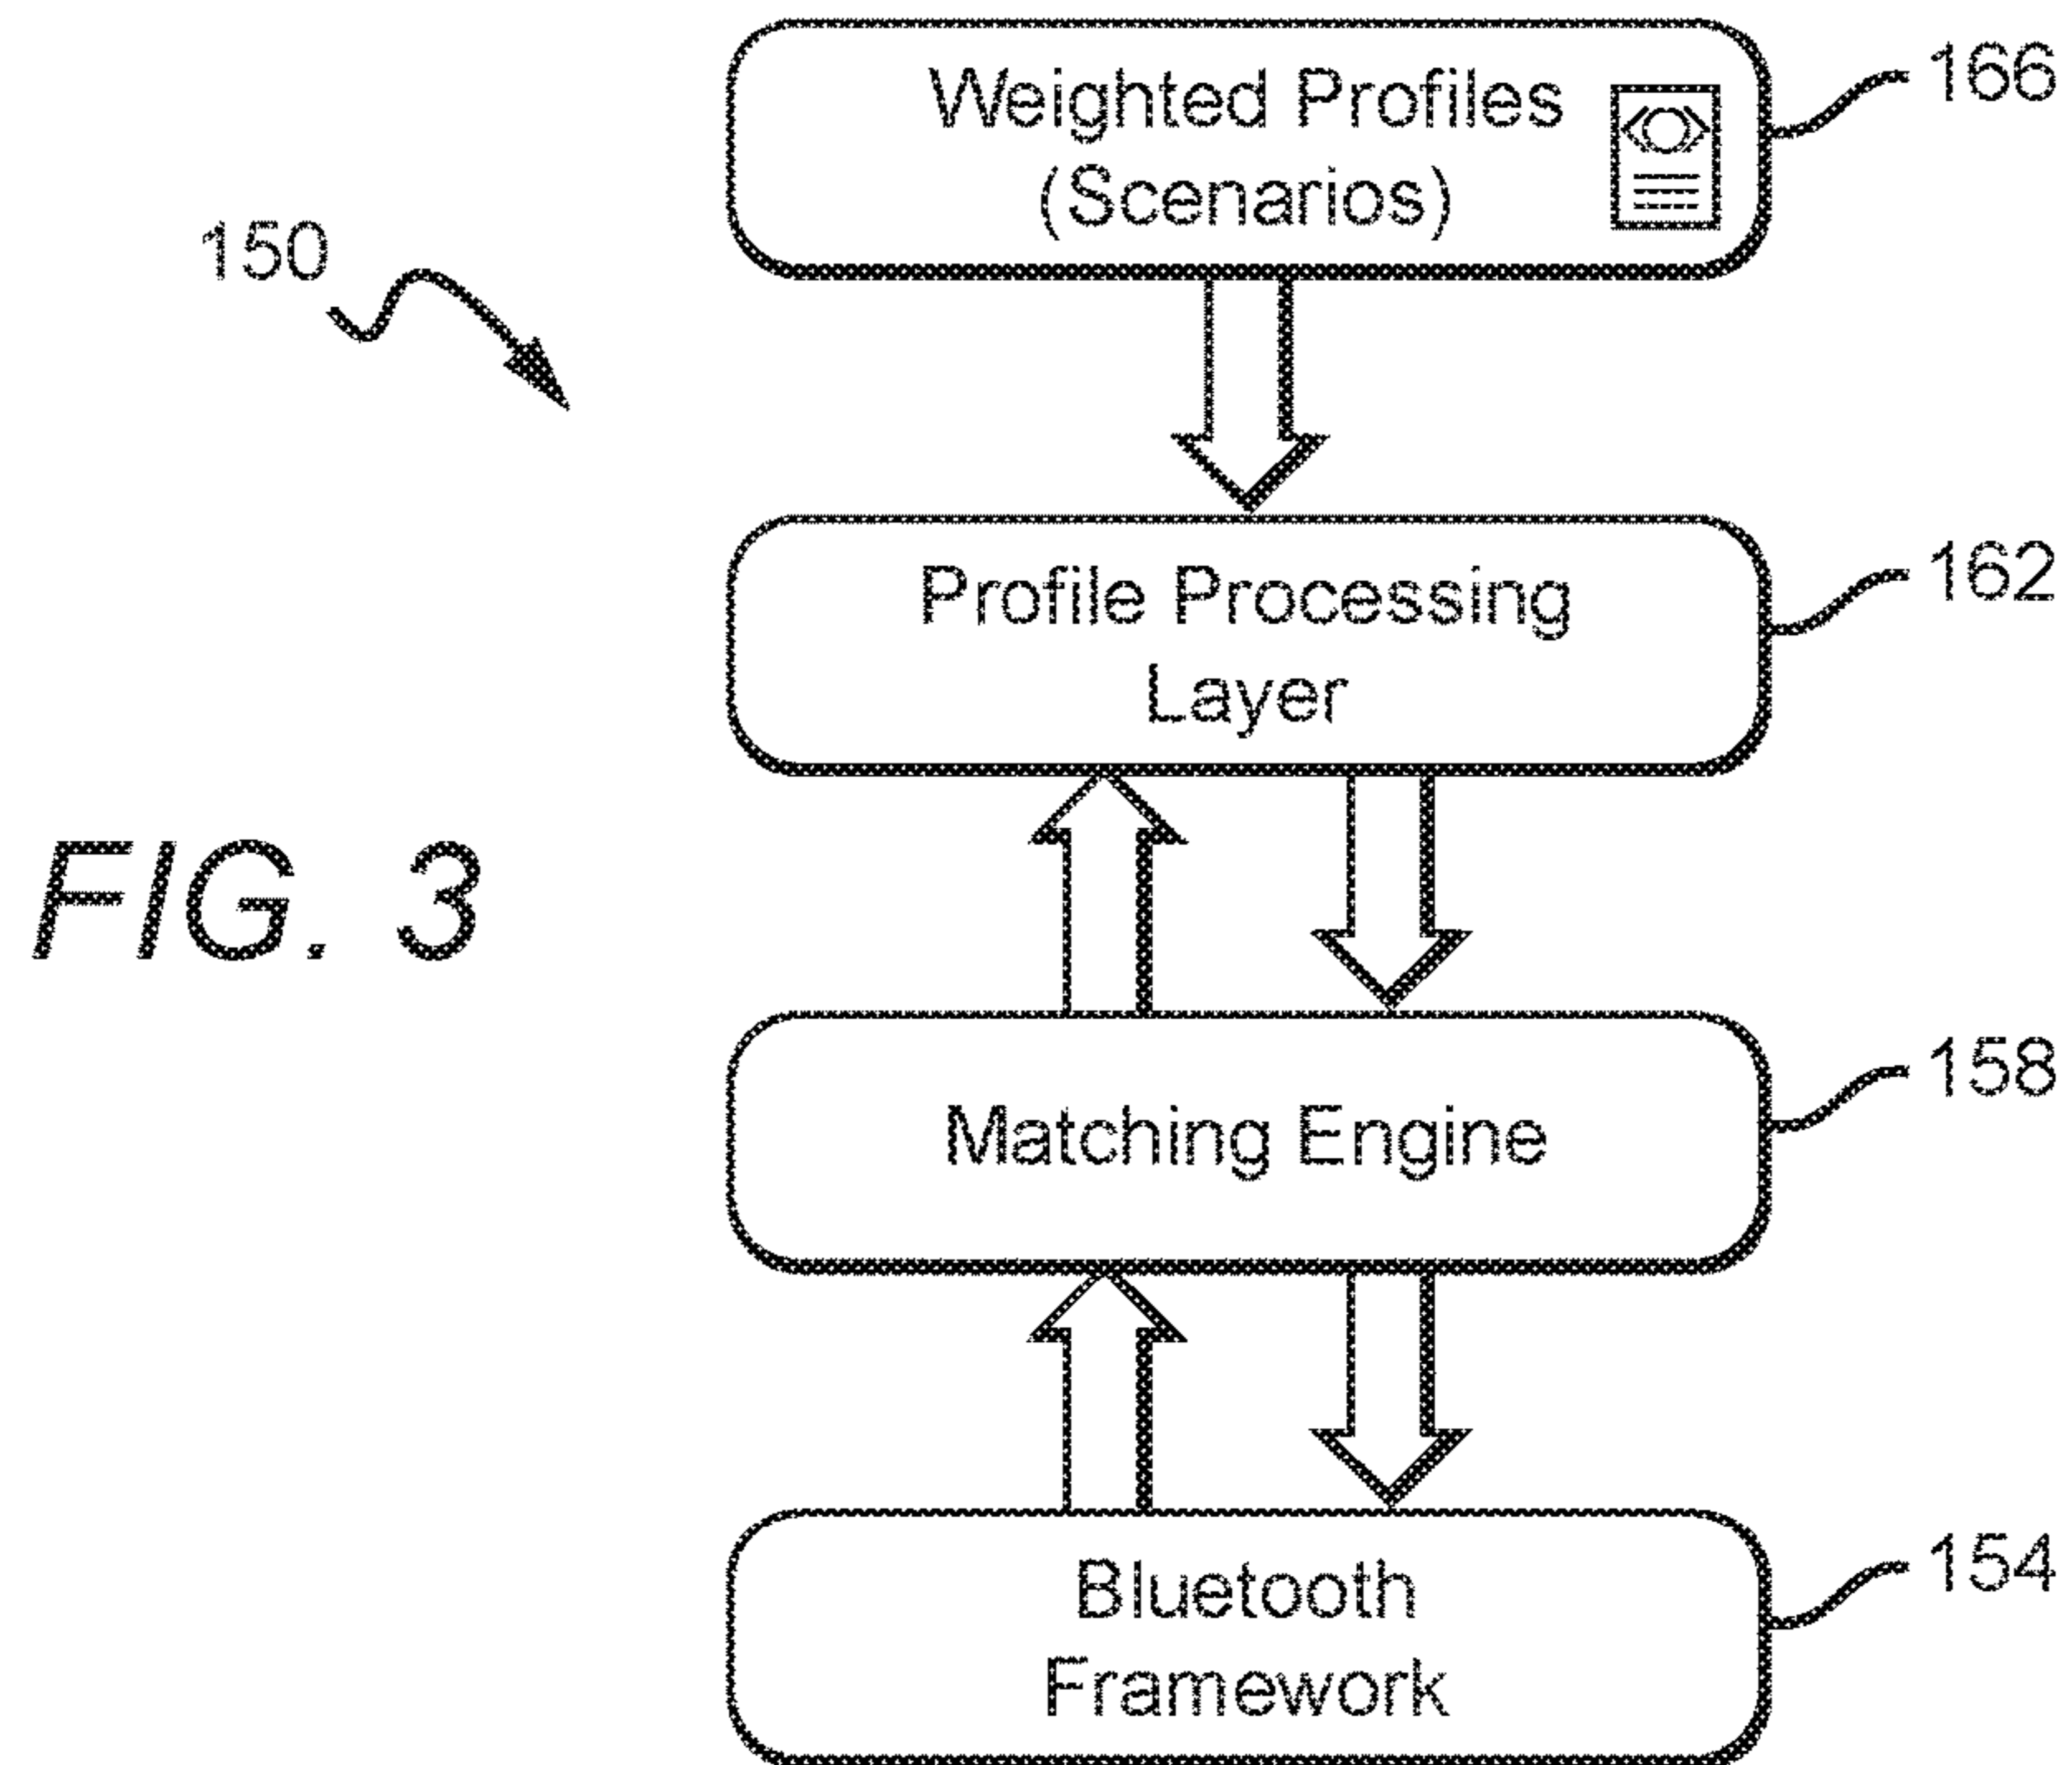 Weighted Profiles
(Scenarios)
166
150
Profile Processing
Layer
162
FIG. 3
Matching Engine
158
Bluetooth
Framework
154